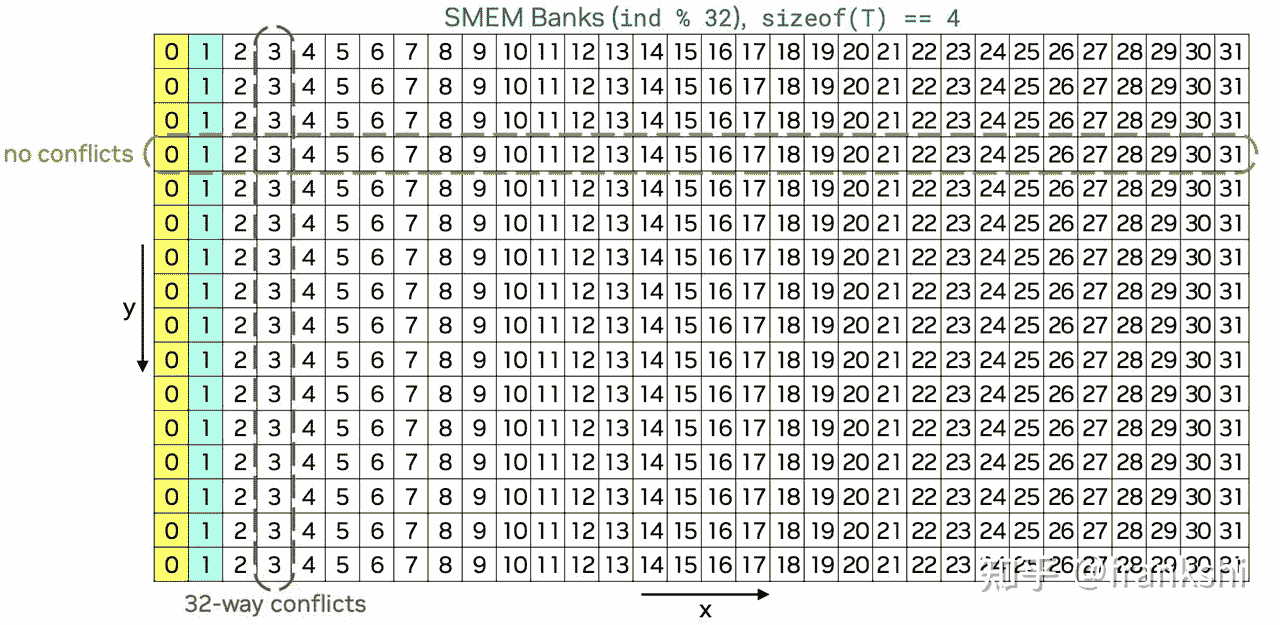 SMEM Banks (ind % 32), sizeof(T) == 4
0 1 2 3 4 5 6 7 8 9 10 11 12 13 14 15 16 17 18 19 20 21 22 23 24 25 26 27 28 29 30 31
0 1 2 3 4 5 6 7 8 9 10 11 12 13 14 15 16 17 18 19 20 21 22 23 24 25 26 27 28 29 30 31
0 1 2 3 4 5 6 7 8 9 10 11 12 13 14 15 16 17 18 19 20 21 22 23 24 25 26 27 28 29 30 31
no conflicts 0 1 2 3 4 5 6 7 8 9 10 11 12 13 14 15 16 17 18 19 20 21 22 23 24 25 26 27 28 29 30 31
0 1 2 3 4 5 6 7 8 9 10 11 12 13 14 15 16 17 18 19 20 21 22 23 24 25 26 27 28 29 30 31
0 1 2 3 4 5 6 7 8 9 10 11 12 13 14 15 16 17 18 19 20 21 22 23 24 25 26 27 28 29 30 31
0 1 2 3 4 5 6 7 8 9 10 11 12 13 14 15 16 17 18 19 20 21 22 23 24 25 26 27 28 29 30 31
0 1 2 3 4 5 6 7 8 9 10 11 12 13 14 15 16 17 18 19 20 21 22 23 24 25 26 27 28 29 30 31
y 0 1 2 3 4 5 6 7 8 9 10 11 12 13 14 15 16 17 18 19 20 21 22 23 24 25 26 27 28 29 30 31
0 1 2 3 4 5 6 7 8 9 10 11 12 13 14 15 16 17 18 19 20 21 22 23 24 25 26 27 28 29 30 31
0 1 2 3 4 5 6 7 8 9 10 11 12 13 14 15 16 17 18 19 20 21 22 23 24 25 26 27 28 29 30 31
0 1 2 3 4 5 6 7 8 9 10 11 12 13 14 15 16 17 18 19 20 21 22 23 24 25 26 27 28 29 30 31
0 1 2 3 4 5 6 7 8 9 10 11 12 13 14 15 16 17 18 19 20 21 22 23 24 25 26 27 28 29 30 31
0 1 2 3 4 5 6 7 8 9 10 11 12 13 14 15 16 17 18 19 20 21 22 23 24 25 26 27 28 29 30 31
0 1 2 3 4 5 6 7 8 9 10 11 12 13 14 15 16 17 18 19 20 21 22 23 24 25 26 27 28 29 30 31
0 1 2 3 4 5 6 7 8 9 10 11 12 13 14 15 16 17 18 19 20 21 22 23 24 25 26 27 28 29 30 31
知乎 @frankshi
32-way conflicts
x